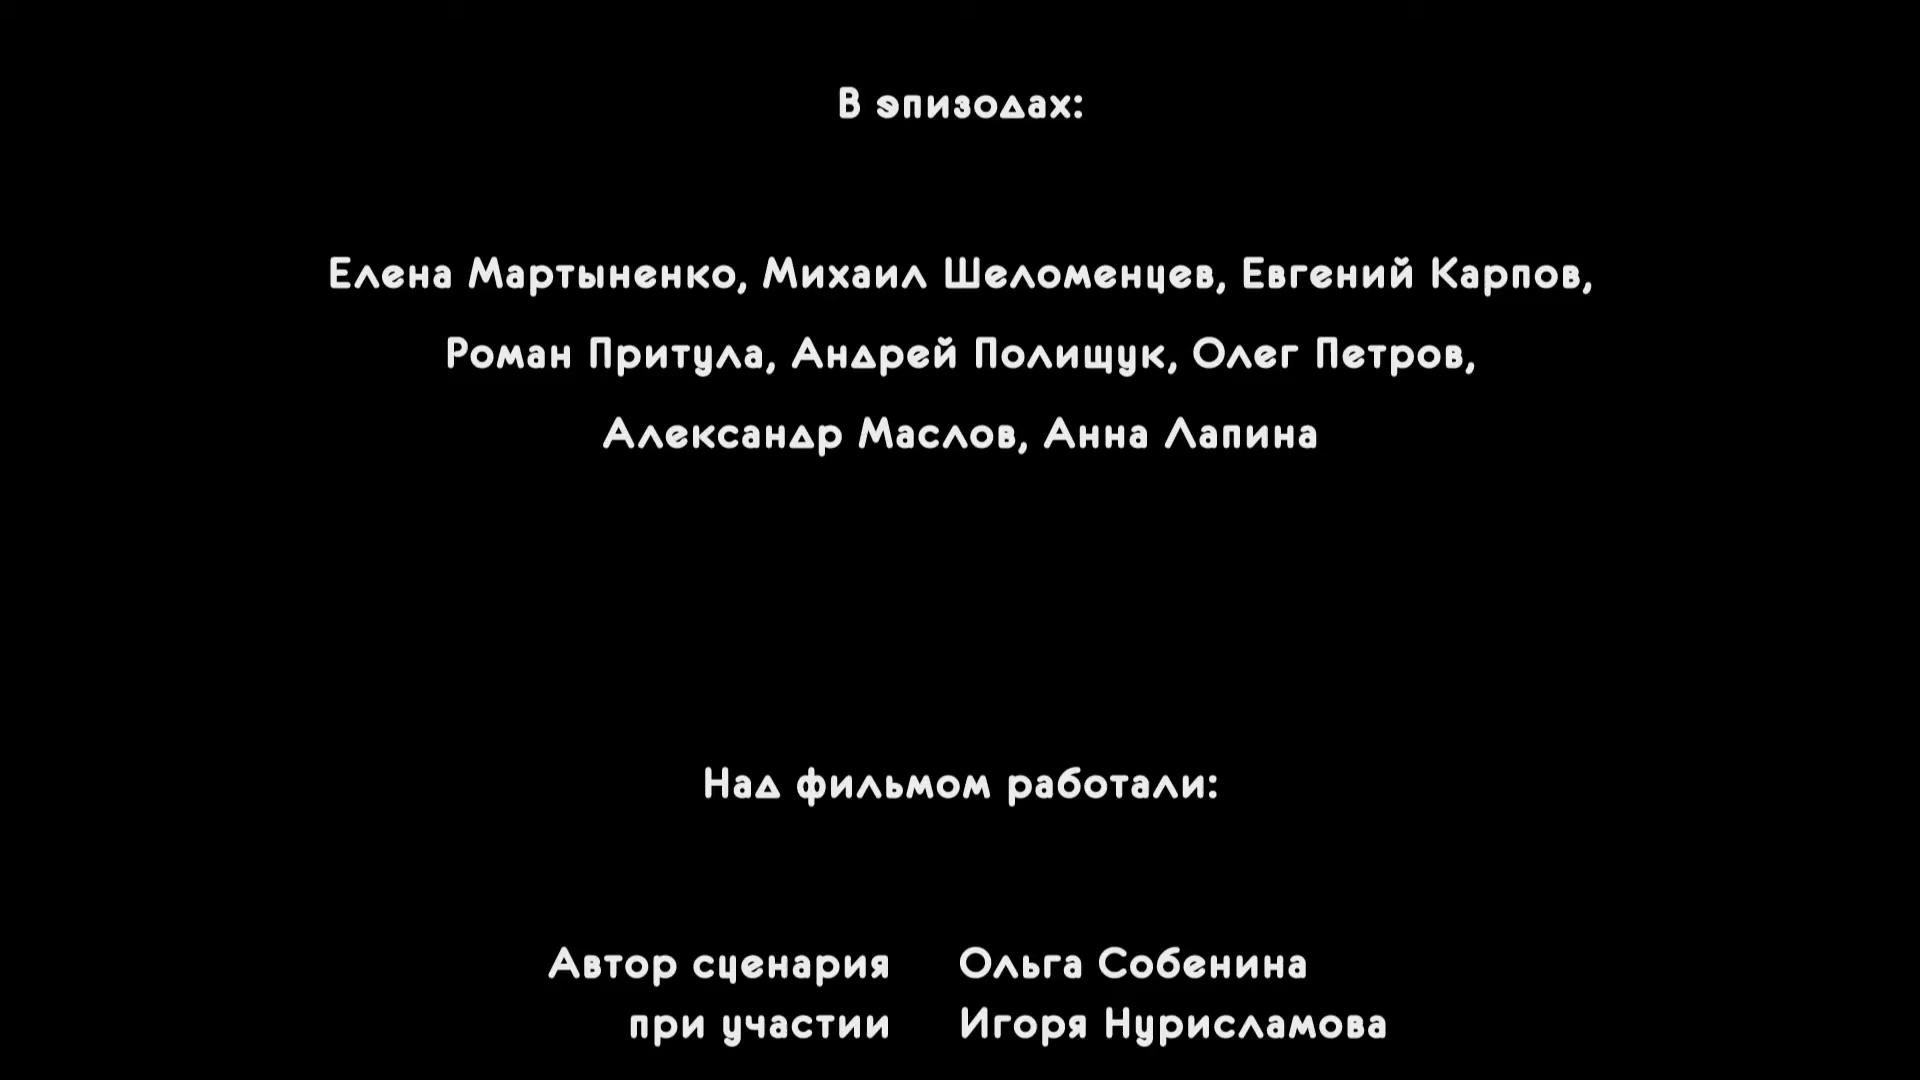 В эпизодах:
Елена Мартыненко, Михаил Шеломенцев, Евгений Карпов,
Роман Притула, Андрей Полищук, Олег Петров,
Александр Маслов, Анна Лапина
Над фильмом работали:
Автор сценария Ольга Собенина
при участии Игоря Нурисламова